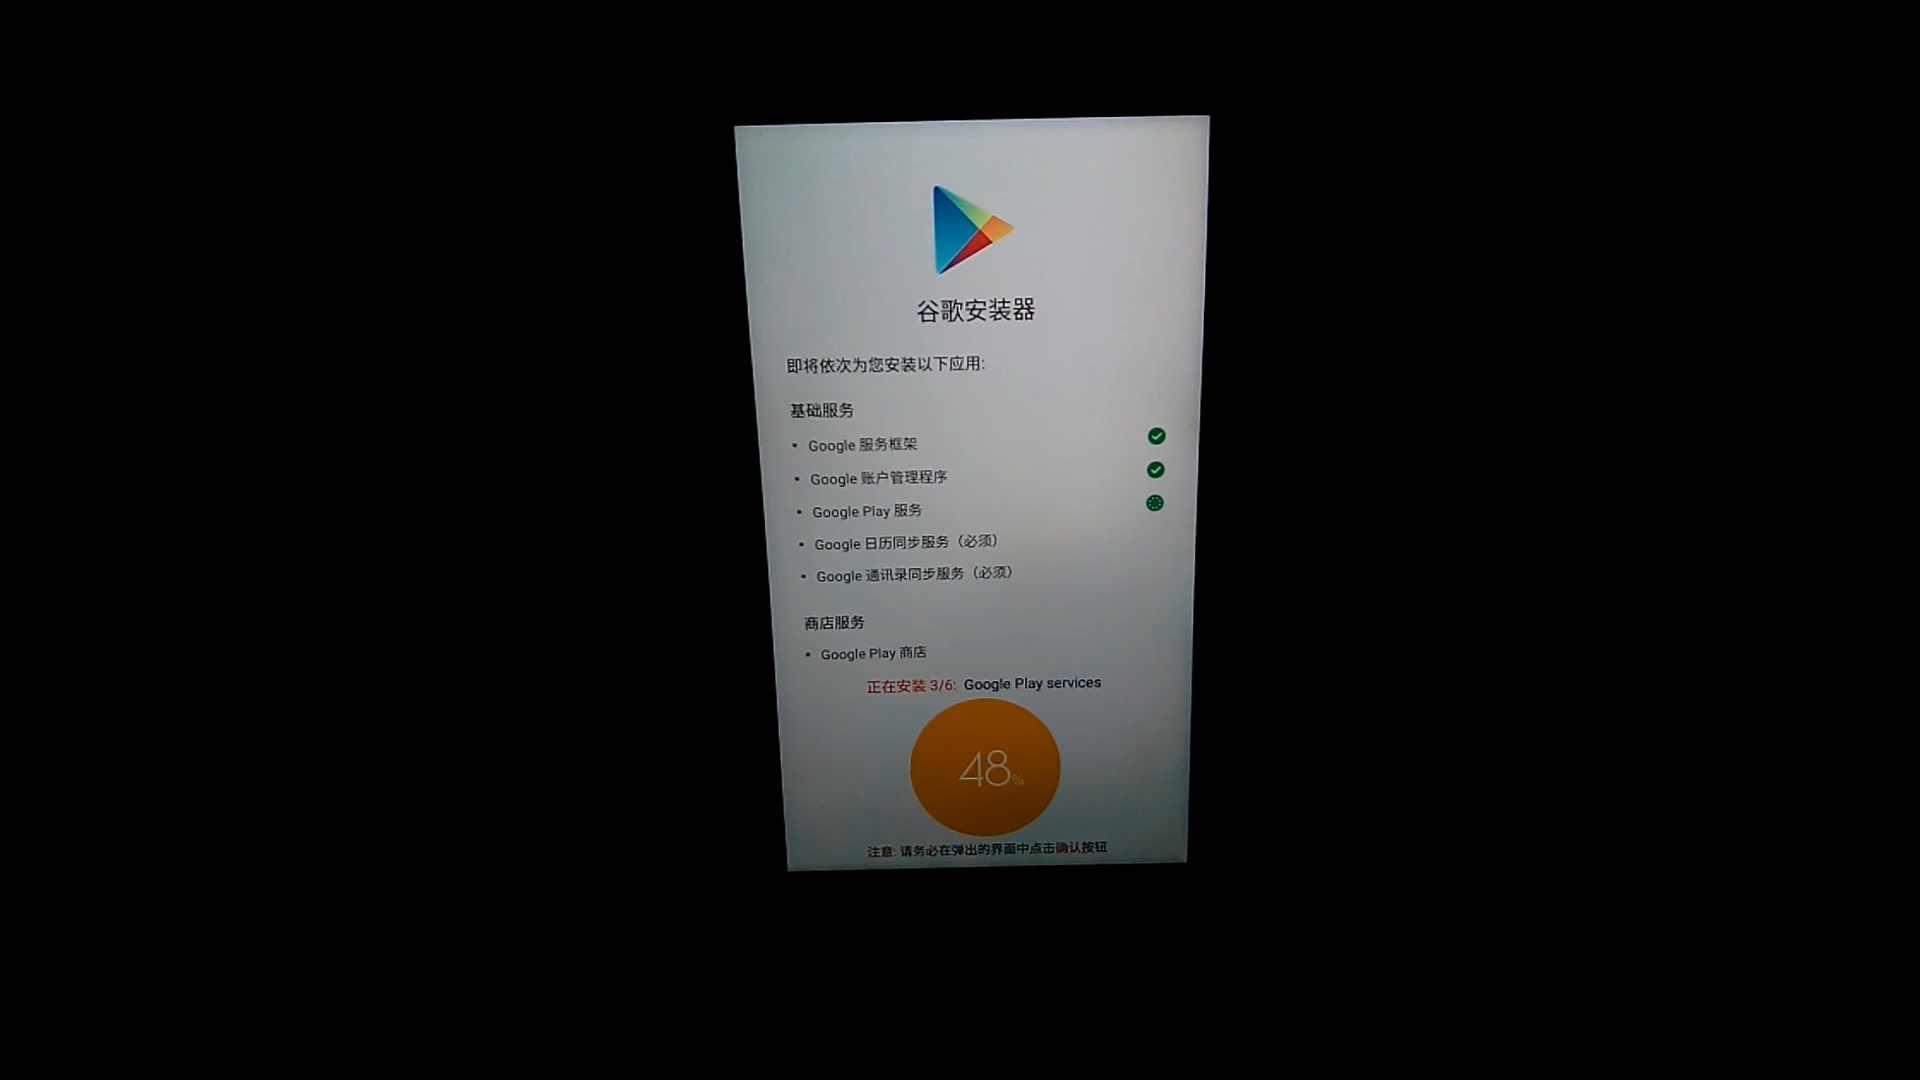 谷歌安装器
即将依次为您安装以下应用:
基础服务
• Google 服务框架
• Google 账户管理程序
• Google Play 服务
• Google 日历同步服务（必须）
• Google 通讯录同步服务（必须）
商店服务
• Google Play 商店
正在安装 3/6: Google Play services
48%
注意: 请务必在弹出的界面中点击确认按钮